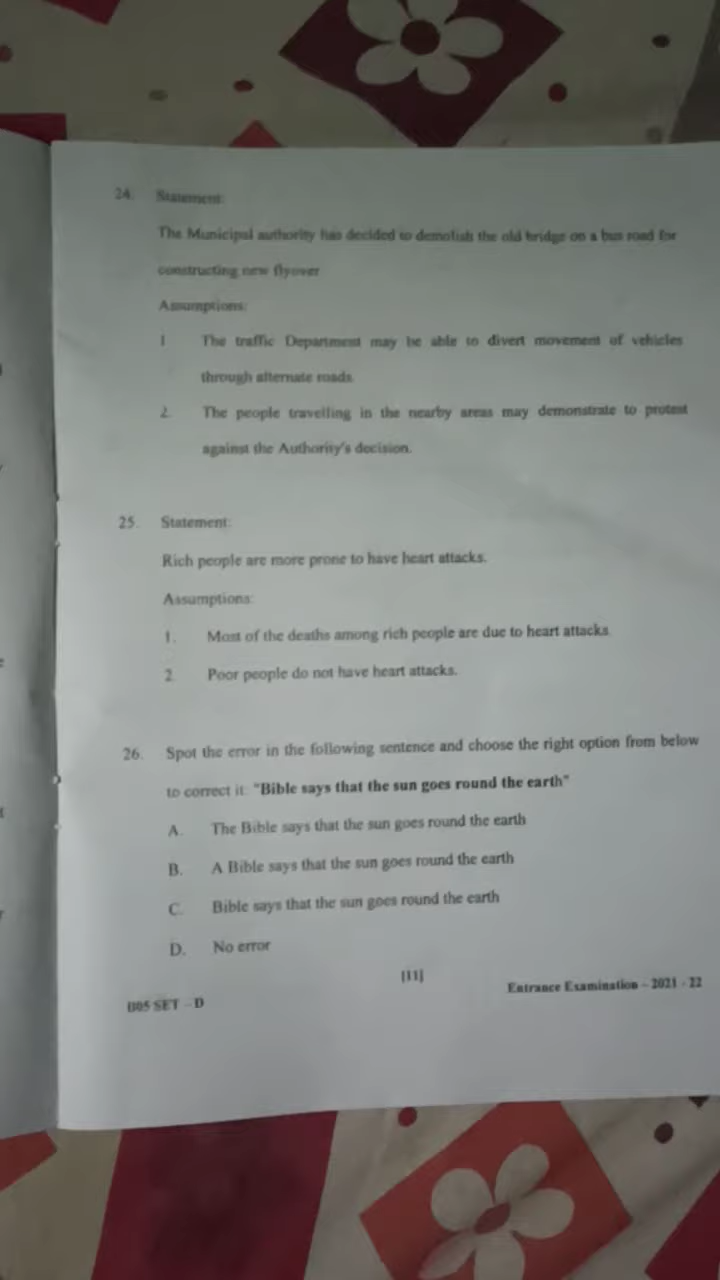 24. Statement:
The Municipal authority has decided to demolish the old bridge on a bus road for
constructing new flyover
Assumptions:
1 The traffic Department may be able to divert movement of vehicles
through alternate roads.
2. The people travelling in the nearby areas may demonstrate to protest
against the Authority's decision.
25. Statement:
Rich people are more prone to have heart attacks.
Assumptions:
1. Most of the deaths among rich people are due to heart attacks.
2. Poor people do not have heart attacks.
26. Spot the error in the following sentence and choose the right option from below
to correct it: "Bible says that the sun goes round the earth"
A. The Bible says that the sun goes round the earth
B. A Bible says that the sun goes round the earth
C. Bible says that the sun goes round the earth
D. No error
[11]
B05 SET - D
Entrance Examination - 2021 - 22